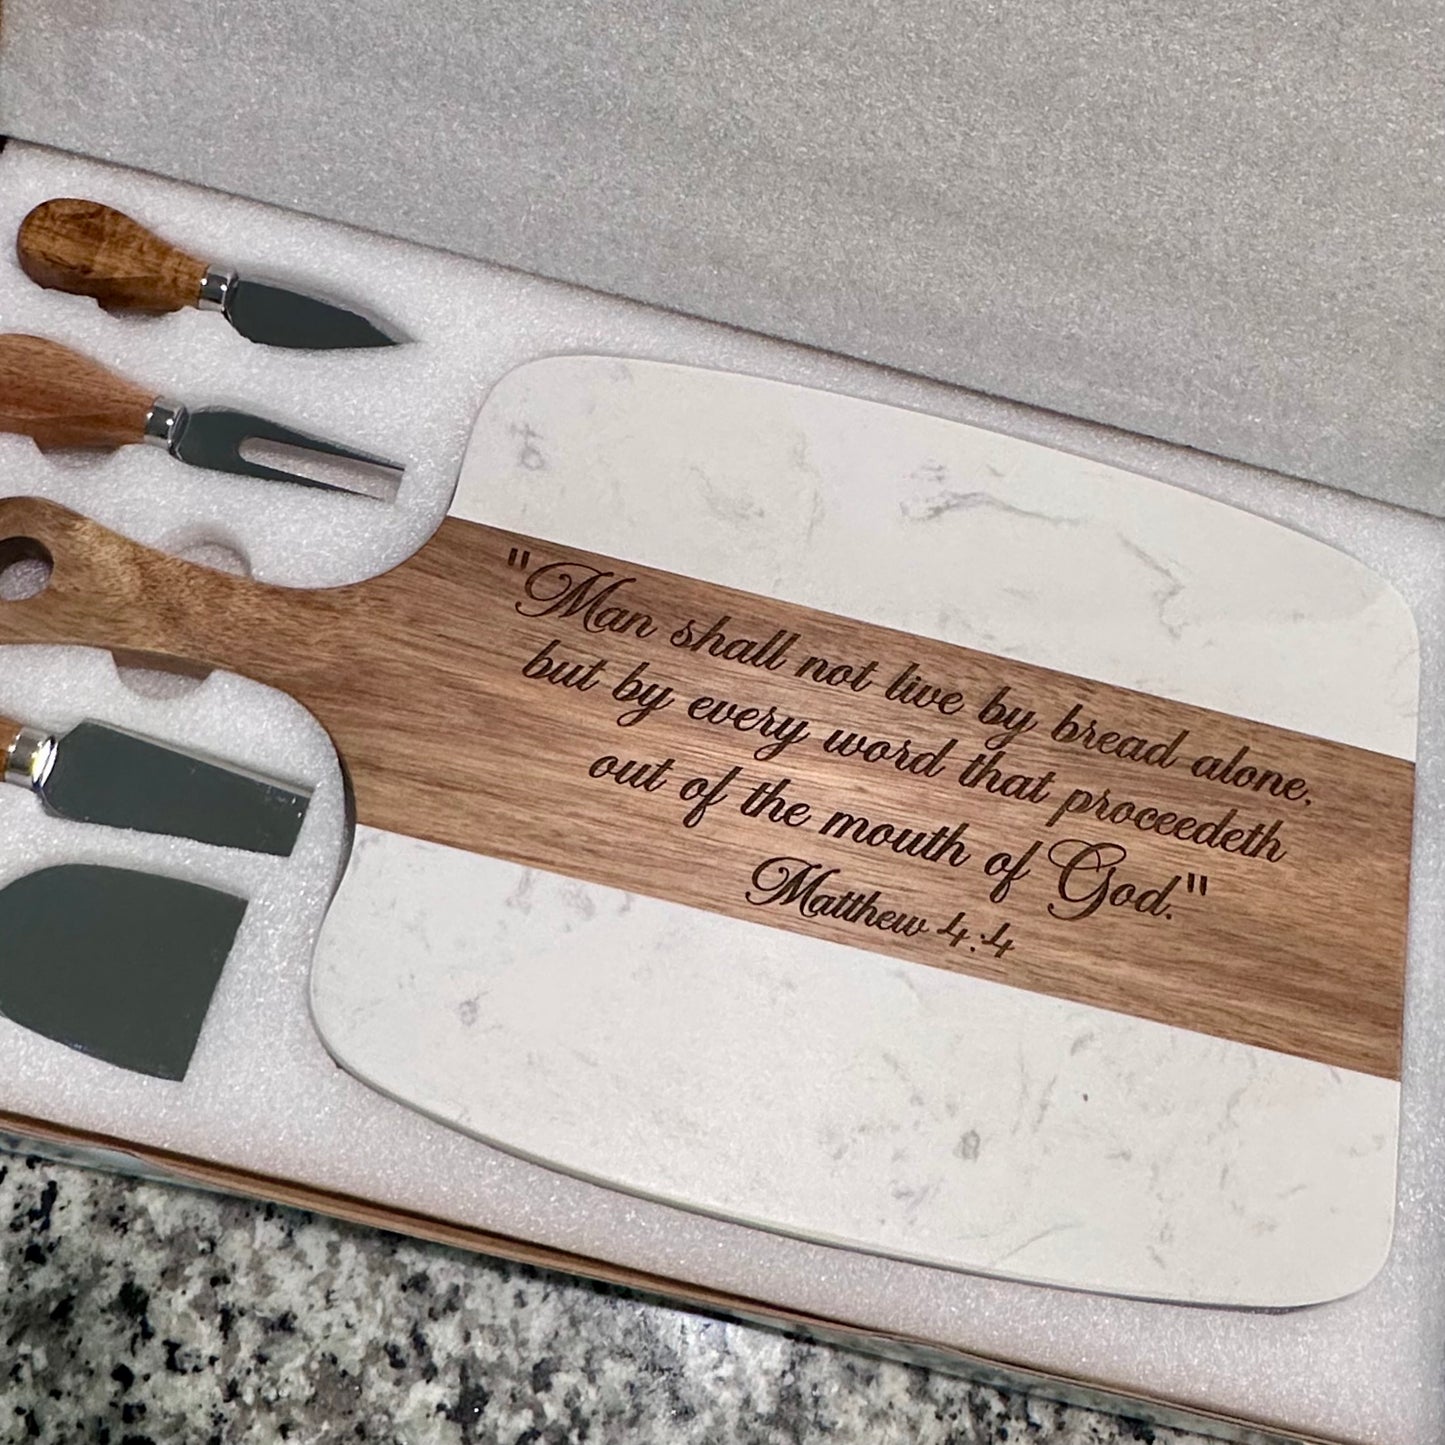 "Man shall not live by bread alone,
but by every word that proceedeth
out of the mouth of God."
Matthew 4:4